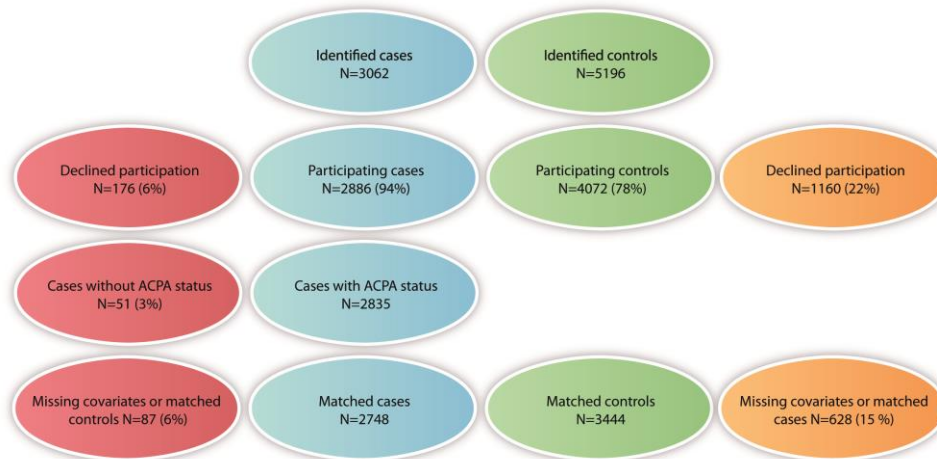 Identified cases
N=3062
Identified controls
N=5196
Declined participation
N=176 (6%)
Participating cases
N=2886 (94%)
Participating controls
N=4072 (78%)
Declined participation
N=1160 (22%)
Cases without ACPA status
N=51 (3%)
Cases with ACPA status
N=2835
Missing covariates or matched
controls N=87 (6%)
Matched cases
N=2748
Matched controls
N=3444
Missing covariates or matched
cases N=628 (15 %)